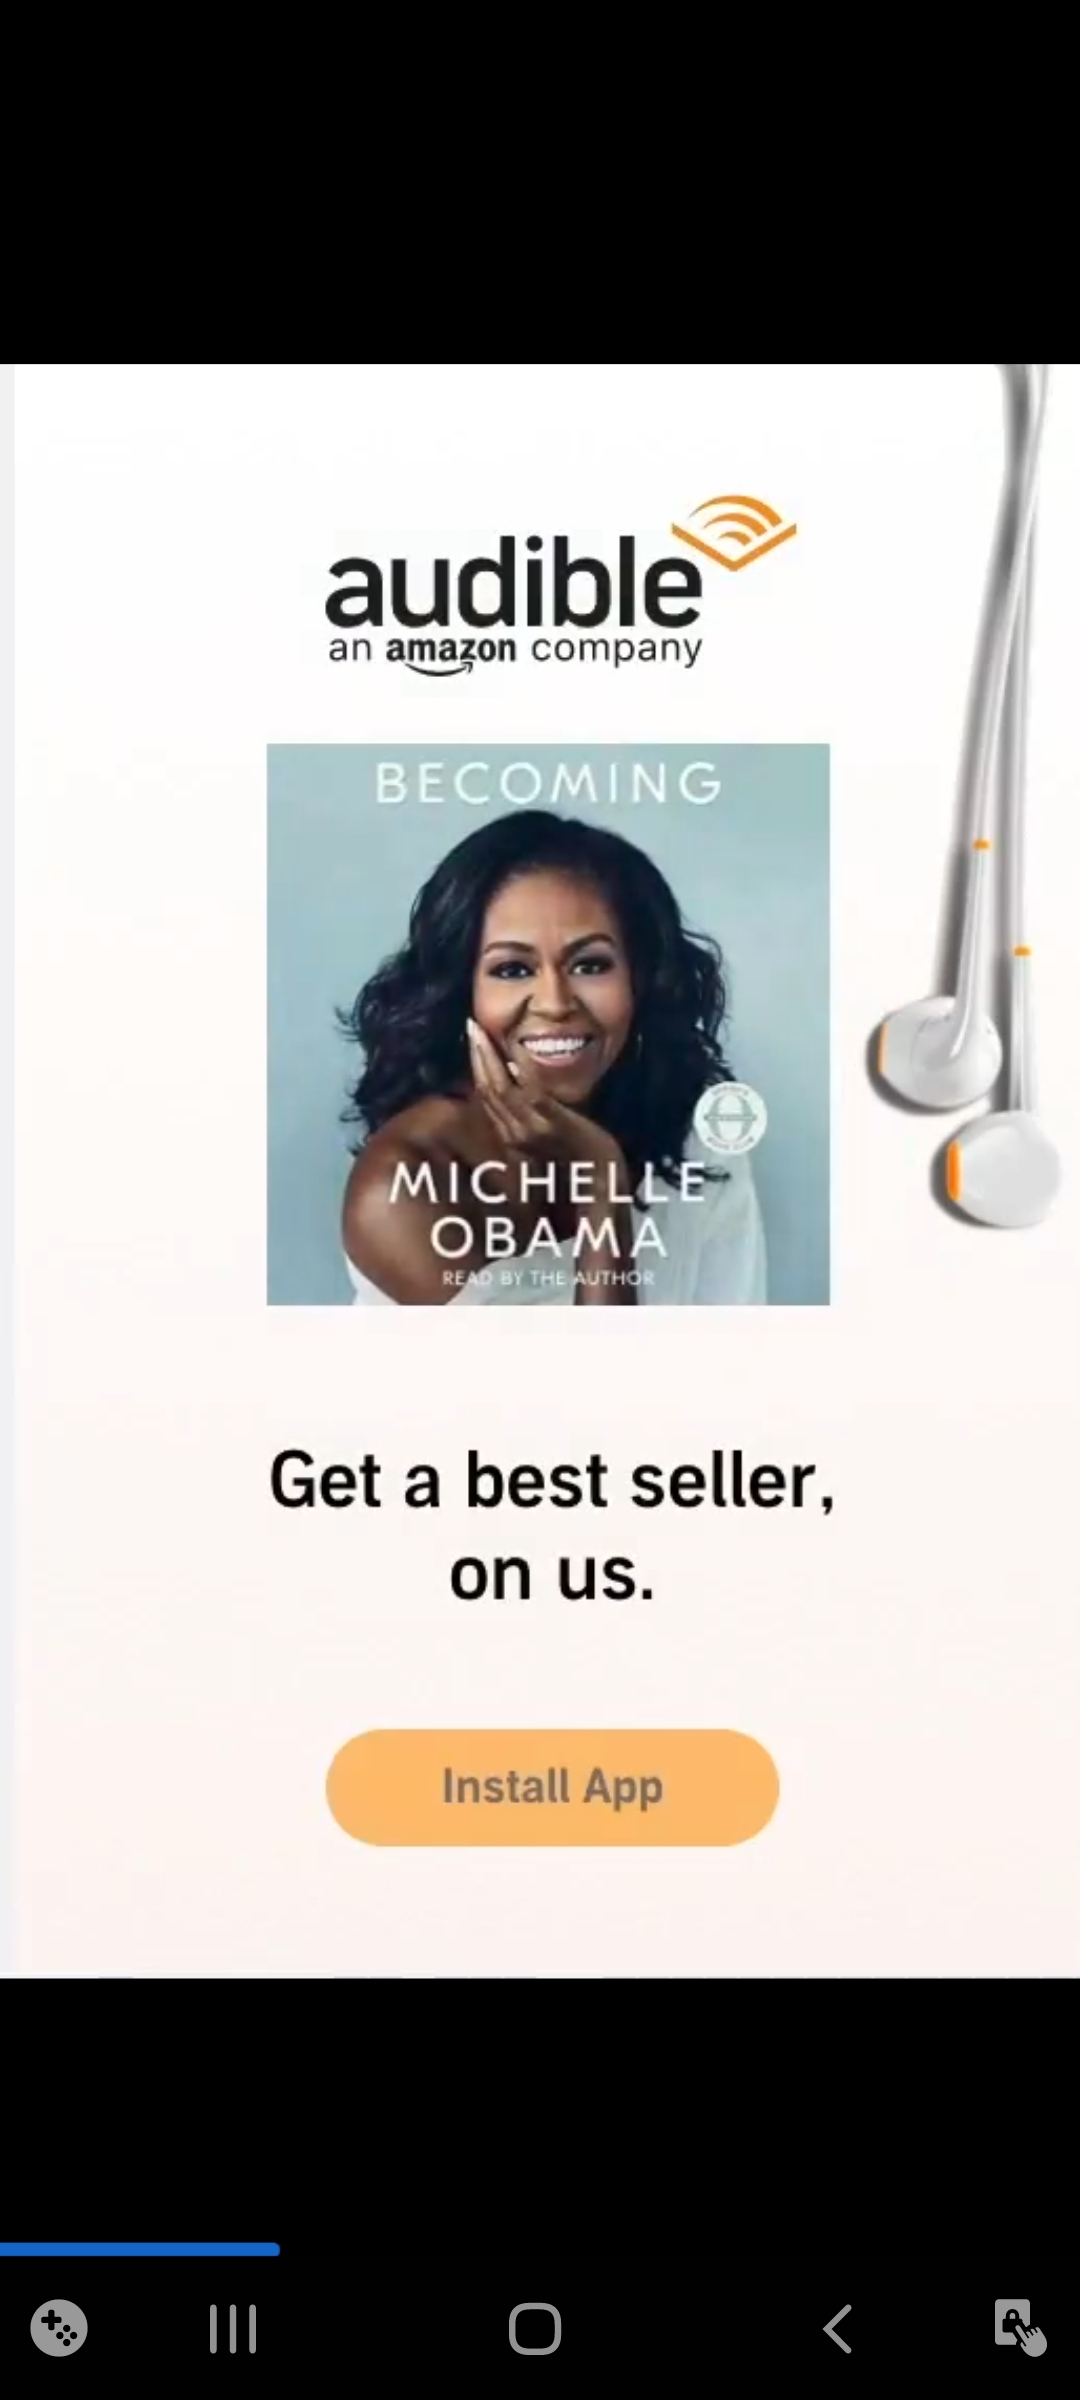 audible
an amazon company
BECOMING
MICHELLE
OBAMA
READ BY THE AUTHOR
Get a best seller,
on us.
Install App